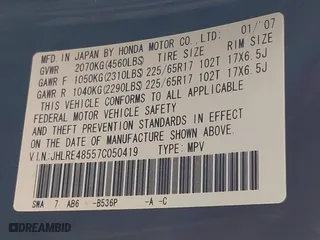 MFD. IN JAPAN BY HONDA MOTOR CO., LTD. 01/'07
GVWR 2070KG(4560LBS) TIRE SIZE RIM SIZE
GAWR F 1050KG(2310LBS) 225/65R17 102T 17X6.5J
GAWR R 1040KG(2290LBS) 225/65R17 102T 17X6.5J
THIS VEHICLE CONFORMS TO ALL APPLICABLE
FEDERAL MOTOR VEHICLE SAFETY
AND THEFT PREVENTION STANDARDS IN EFFECT
ON THE DATE OF MANUFACTURE SHOWN ABOVE
V.I.N:JHLRE48557C050419 TYPE: MPV
SWA 7 AB6 -B536P -A -C
DREAMBID